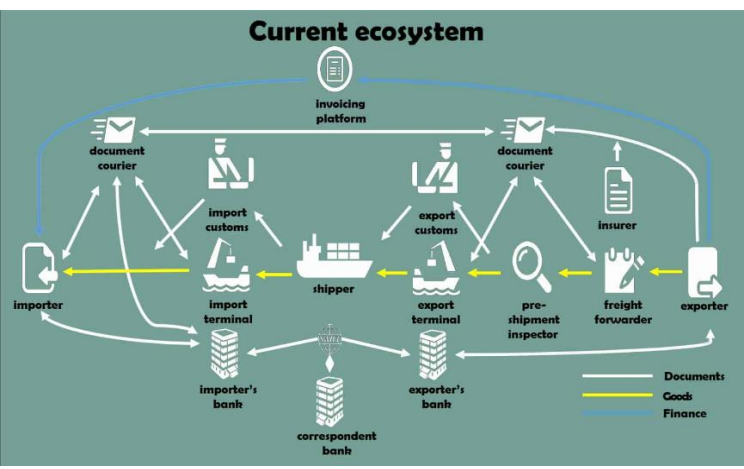 Current ecosystem
invoicing
platform
document
courier
document
courier
import
customs
export
customs
insurer
importer
import
terminal
shipper
export
terminal
pre-
shipment
inspector
freight
forwarder
exporter
importer's
bank
exporter's
bank
correspondent
bank
Documents
Goods
Finance